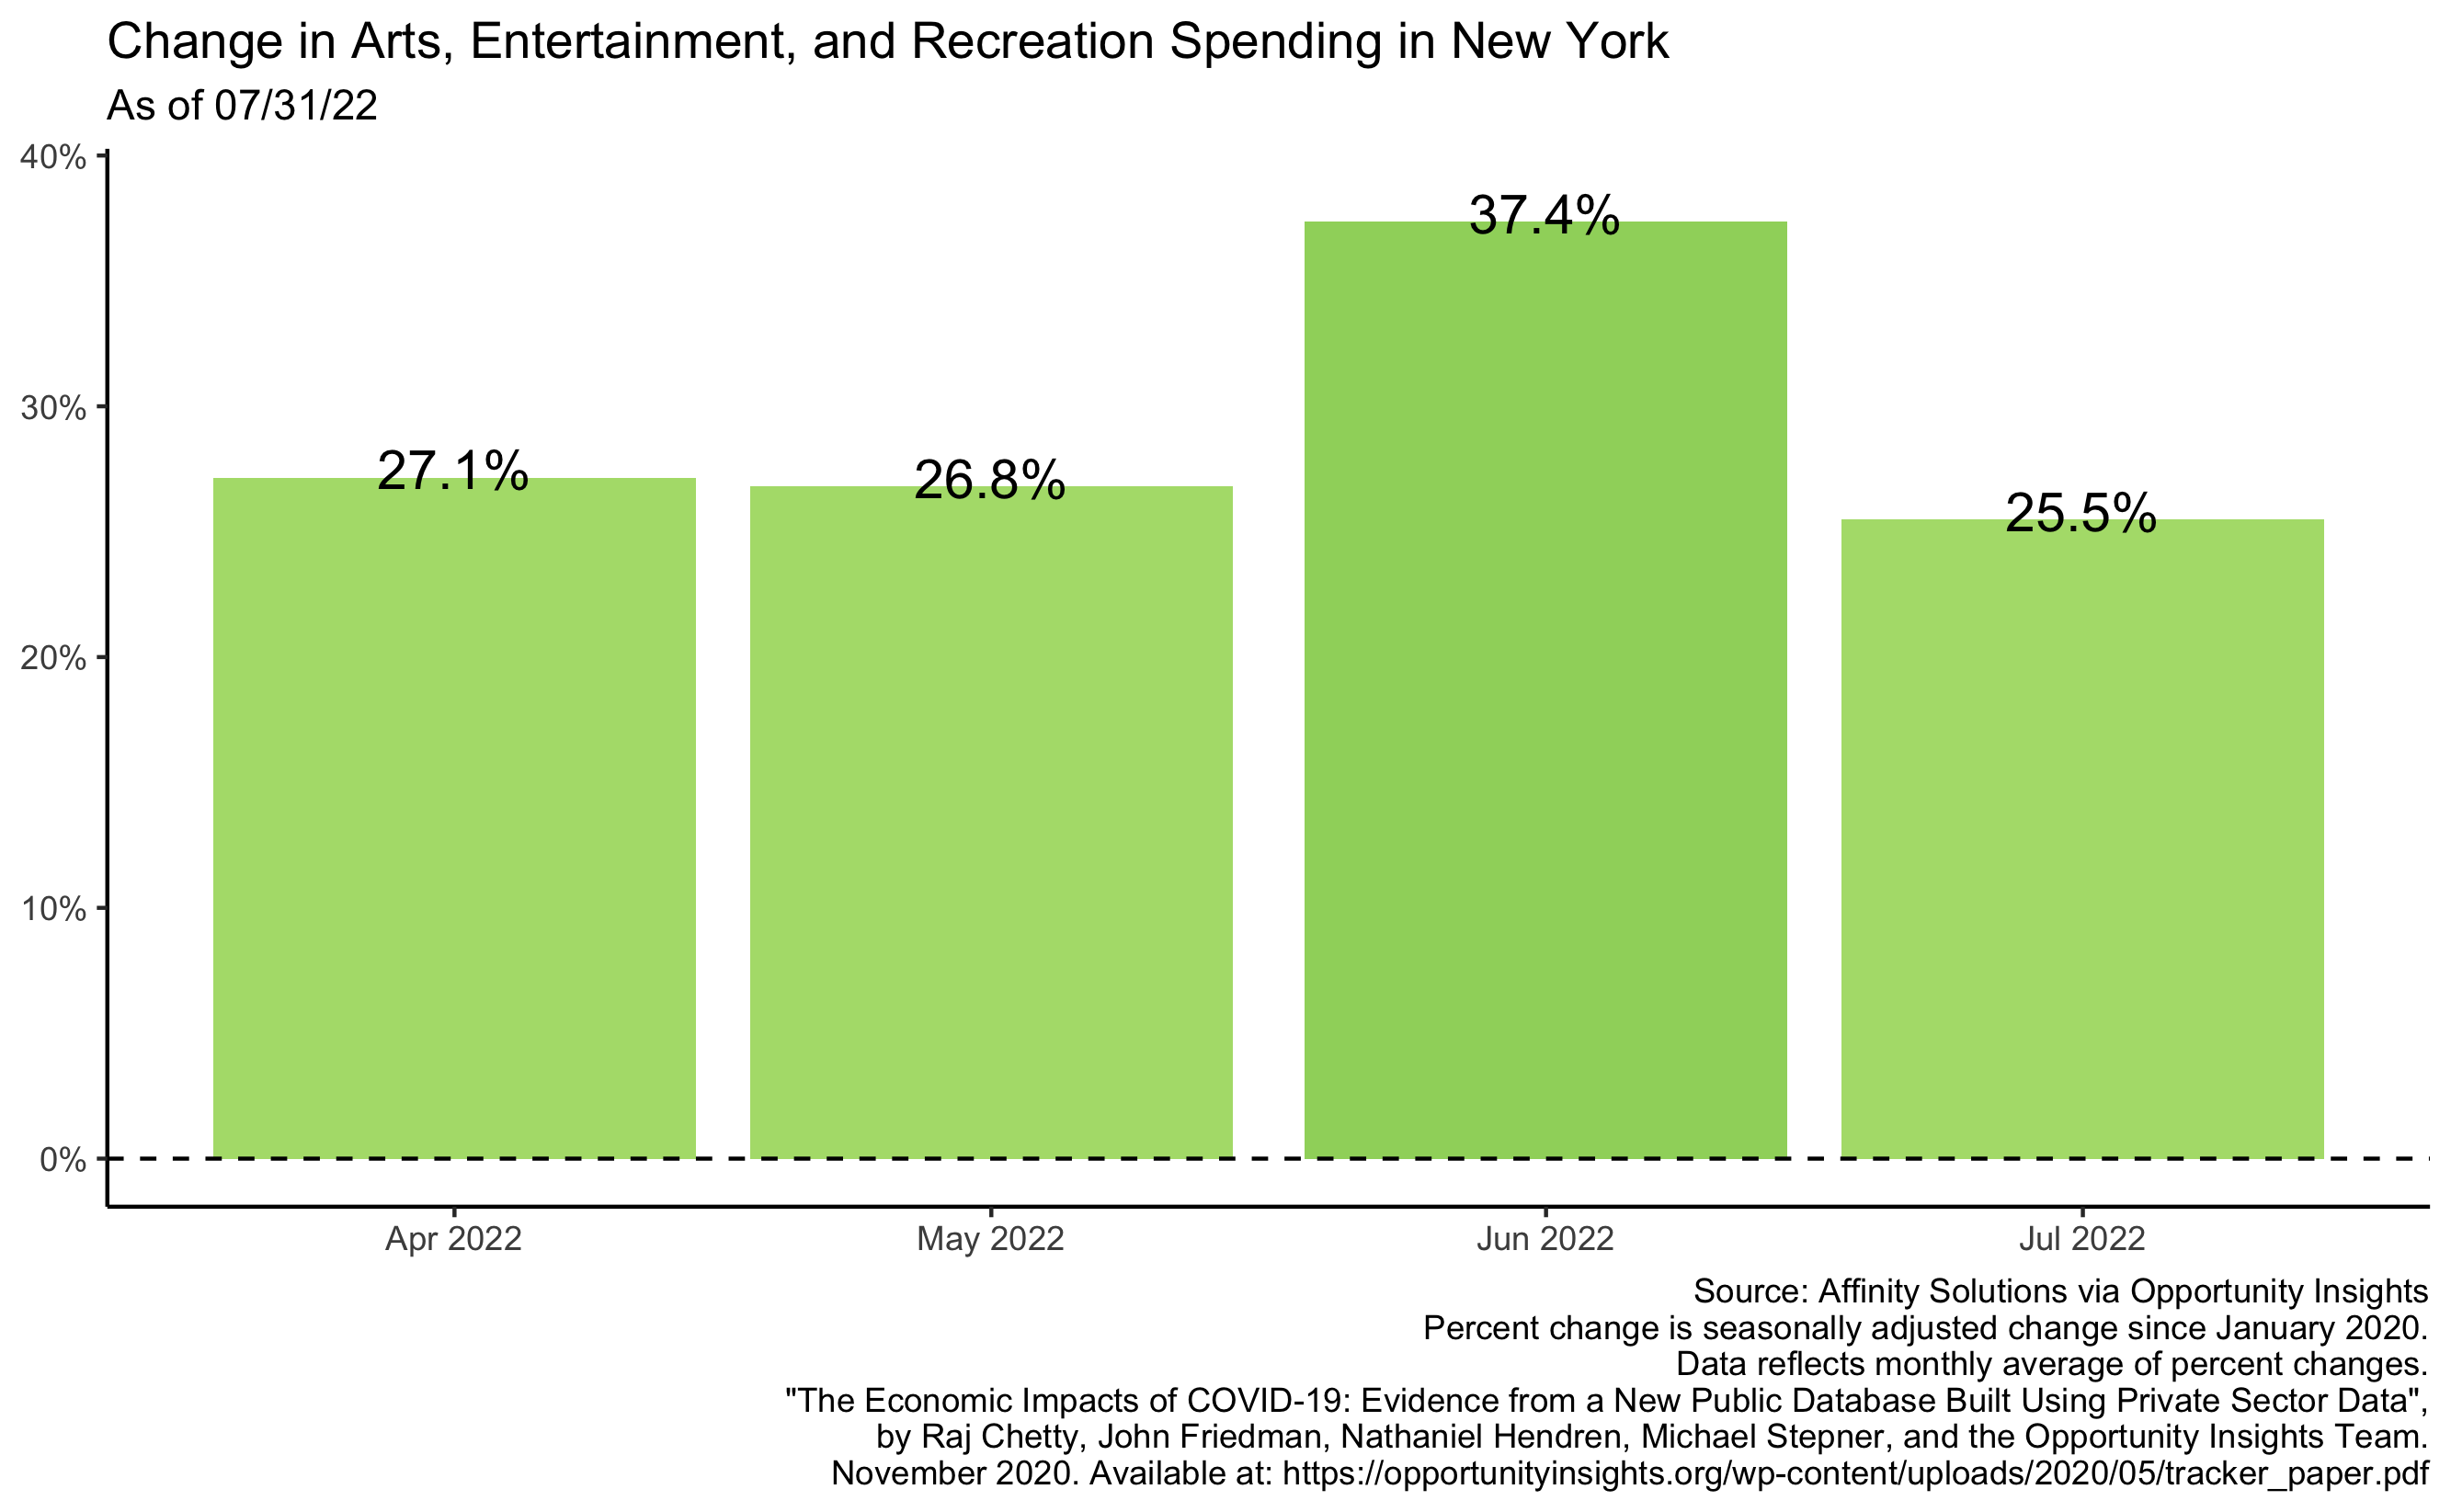 Change in Arts, Entertainment, and Recreation Spending in New York
As of 07/31/22
40%
30%
20%
10%
0%
27.1%
26.8%
37.4%
25.5%
Apr 2022
May 2022
Jun 2022
Jul 2022
Source: Affinity Solutions via Opportunity Insights
Percent change is seasonally adjusted change since January 2020.
Data reflects monthly average of percent changes.
"The Economic Impacts of COVID-19: Evidence from a New Public Database Built Using Private Sector Data",
by Raj Chetty, John Friedman, Nathaniel Hendren, Michael Stepner, and the Opportunity Insights Team.
November 2020. Available at: https://opportunityinsights.org/wp-content/uploads/2020/05/tracker_paper.pdf